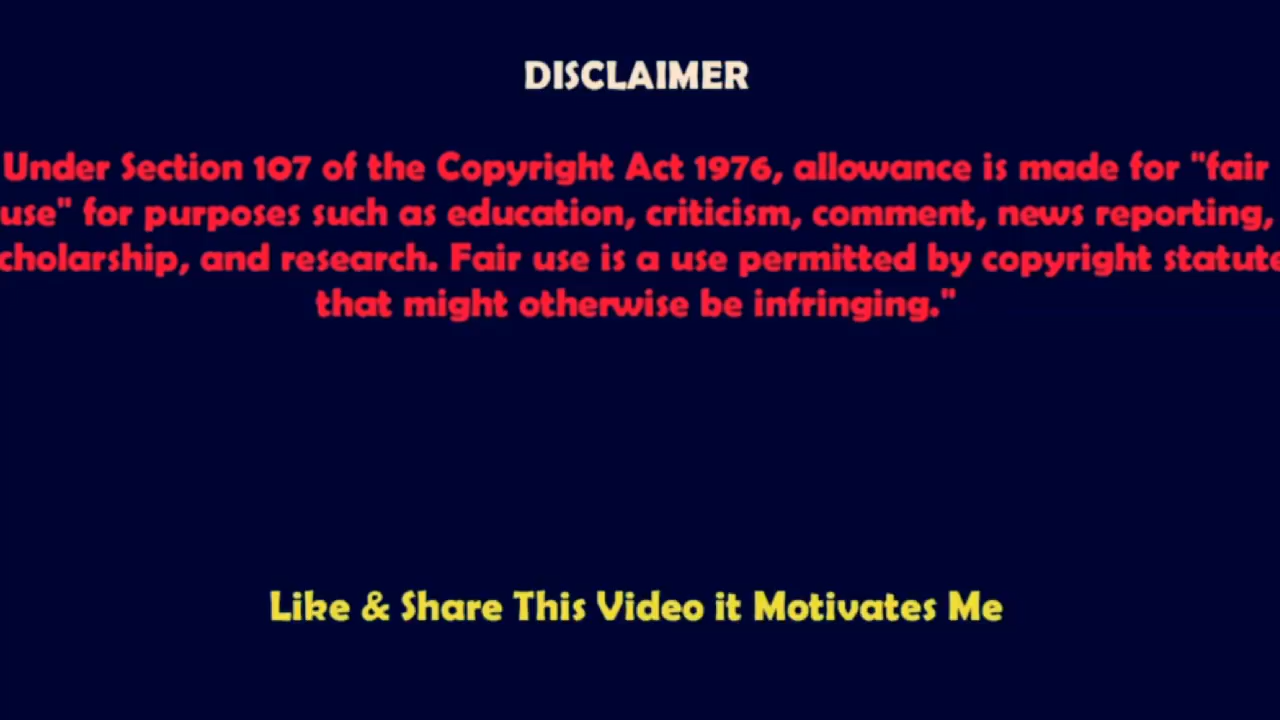 DISCLAIMER
Under Section 107 of the Copyright Act 1976, allowance is made for "fair
use" for purposes such as education, criticism, comment, news reporting,
cholarship, and research. Fair use is a use permitted by copyright statute
that might otherwise be infringing."
Like & Share This Video it Motivates Me